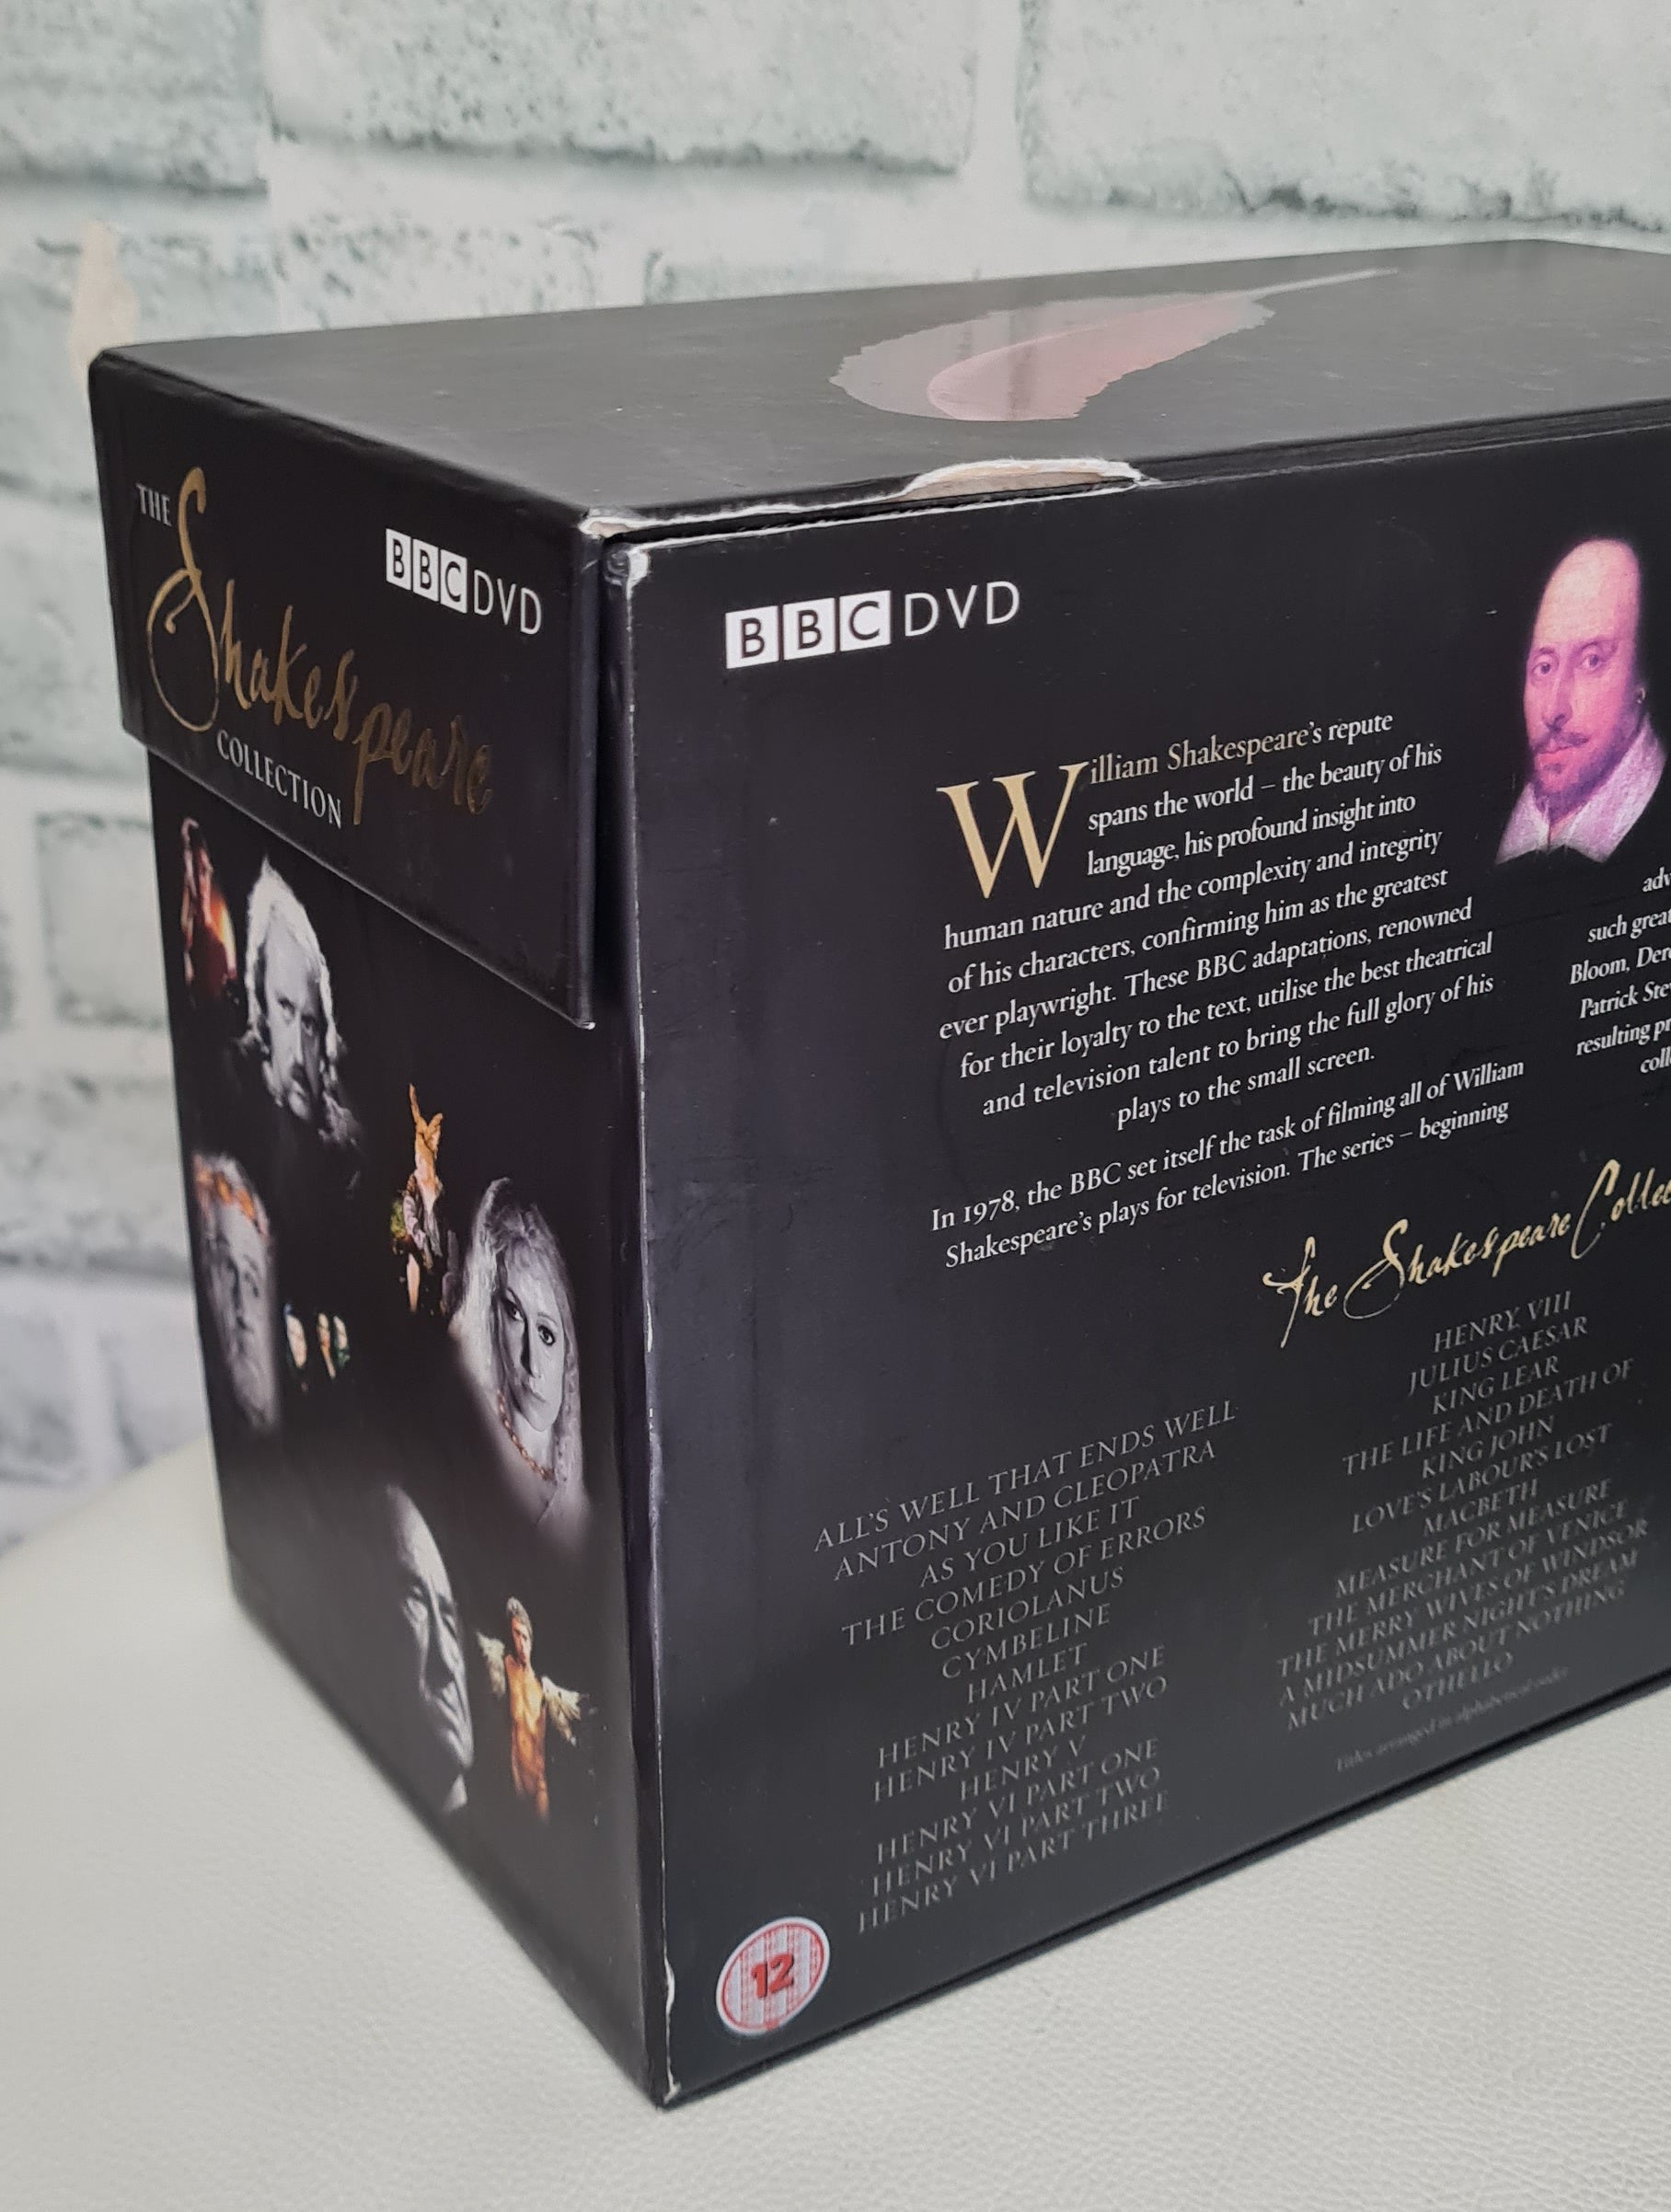 THE
Shakespeare
COLLECTION
BBC DVD
BBC DVD
William Shakespeare's repute
spans the world – the beauty of his
language, his profound insight into
human nature and the complexity and integrity
of his characters, confirming him as the greatest
ever playwright. These BBC adaptations, renowned
for their loyalty to the text, utilise the best theatrical
and television talent to bring the full glory of his
plays to the small screen.
In 1978, the BBC set itself the task of filming all of William
Shakespeare's plays for television. The series – beginning
such great
Bloom,
Patrick
resulting
The Shakespeare
ALL'S WELL THAT ENDS WELL
ANTONY AND CLEOPATRA
AS YOU LIKE IT
THE COMEDY OF ERRORS
CORIOLANUS
CYMBELINE
HAMLET
HENRY IV PART ONE
HENRY IV PART TWO
HENRY V
HENRY VI PART ONE
HENRY VI PART TWO
HENRY VI PART THREE
HENRY VIII
JULIUS CAESAR
KING LEAR
THE LIFE AND DEATH OF
KING JOHN
LOVE'S LABOUR'S LOST
MACBETH
MEASURE FOR MEASURE
THE MERCHANT OF VENICE
THE MERRY WIVES OF WINDSOR
A MIDSUMMER NIGHT'S DREAM
MUCH ADO ABOUT NOTHING
OTHELLO
Titles arranged in alphabetical order
12